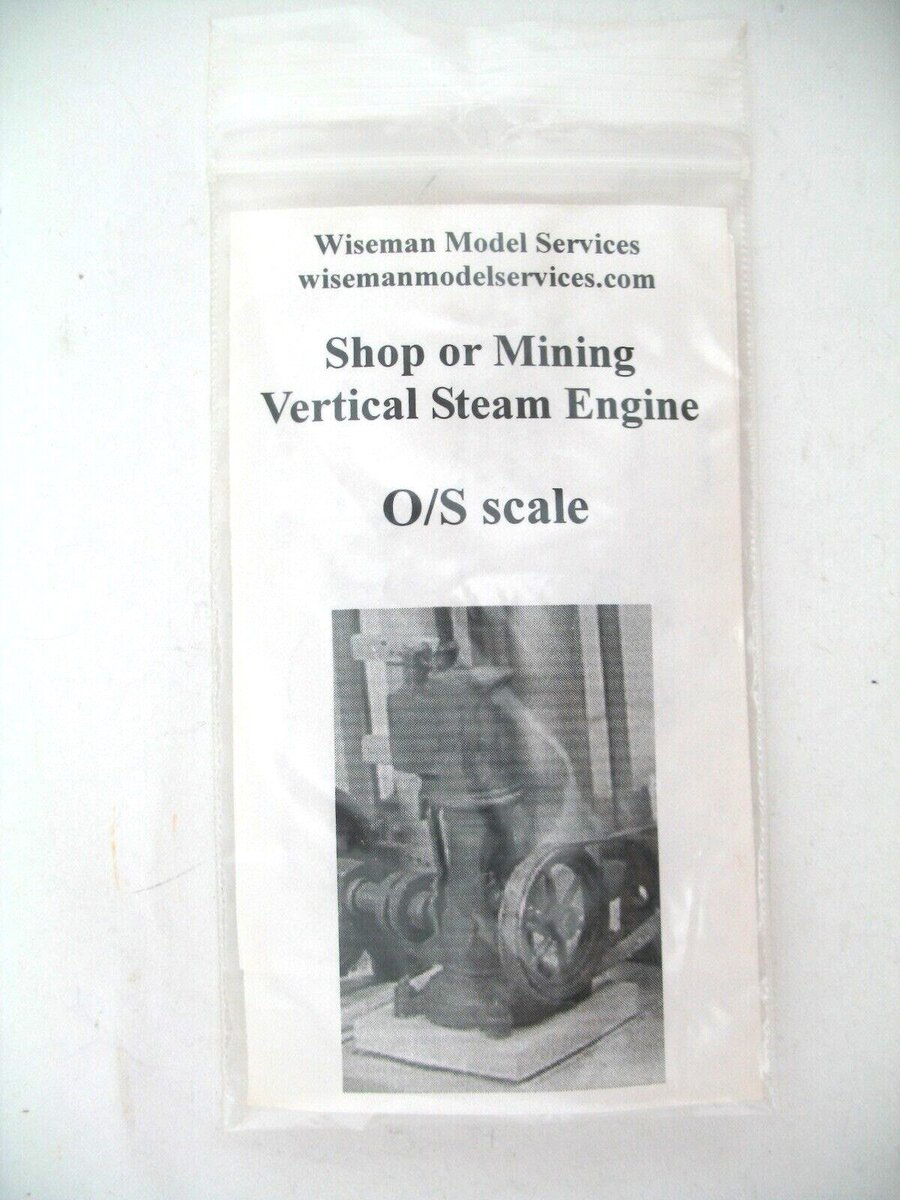 Wiseman Model Services
wisemanmodelservices.com
Shop or Mining
Vertical Steam Engine
O/S scale